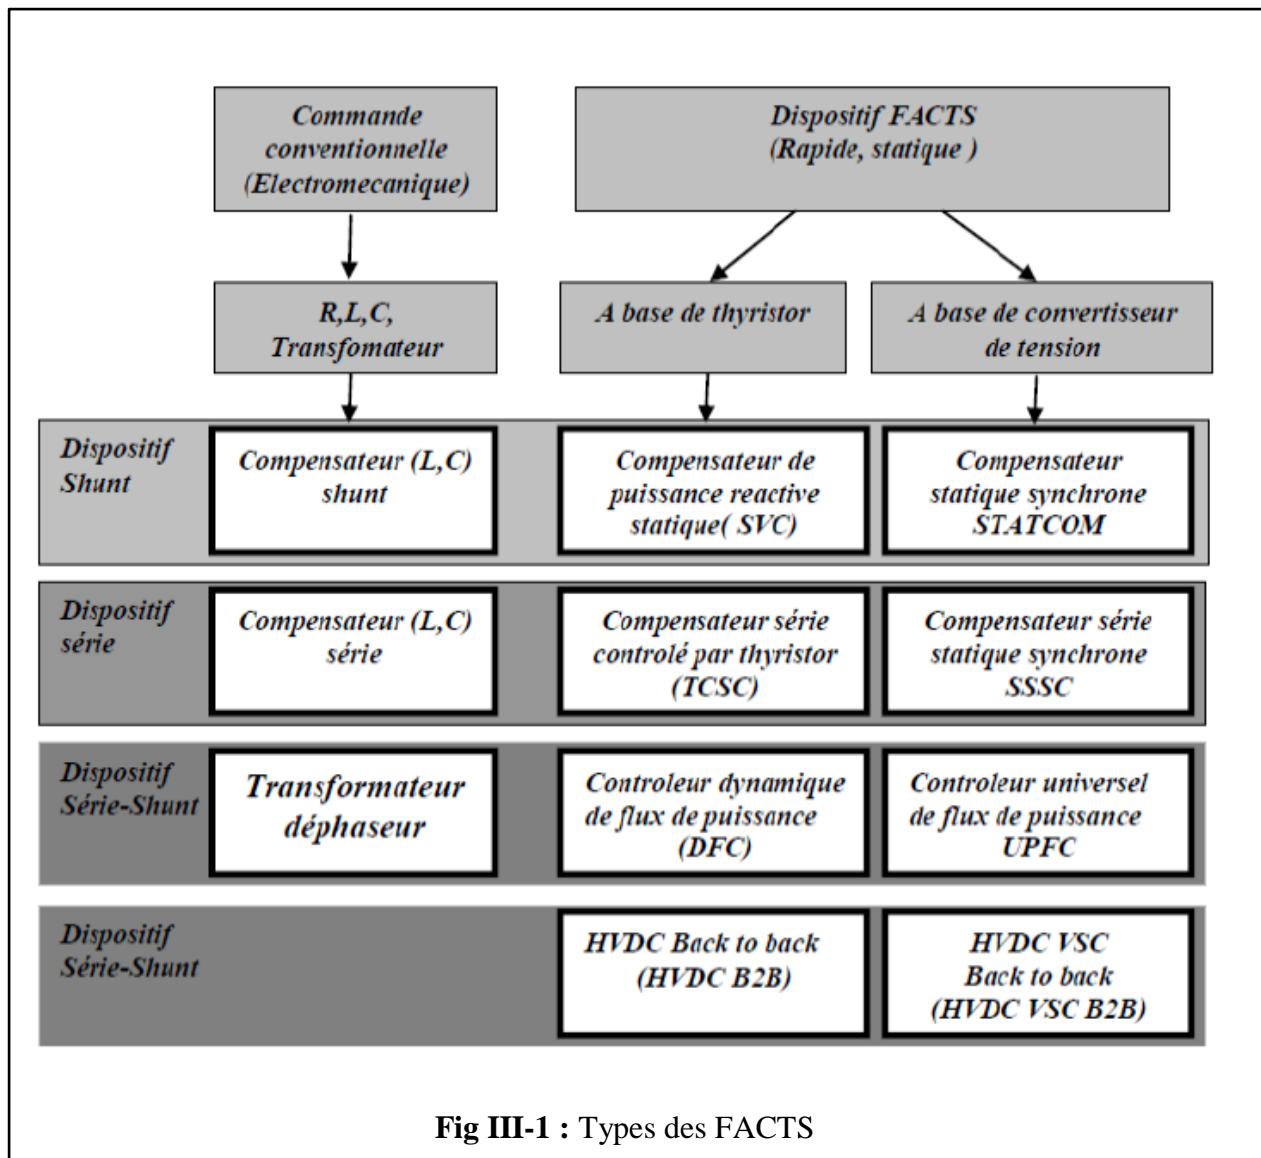 Commande
conventionnelle
(Electromecanique)
Dispositif FACTS
(Rapide, statique )
R,L,C,
Transfomateur
A base de thyristor
A base de convertisseur
de tension
Dispositif
Shunt
Compensateur (L,C)
shunt
Compensateur de
puissance reactive
statique( SVC)
Compensateur
statique synchrone
STATCOM
Dispositif
série
Compensateur (L,C)
série
Compensateur série
controlé par thyristor
(TCSC)
Compensateur série
statique synchrone
SSSC
Dispositif
Série-Shunt
Transformateur
déphaseur
Controleur dynamique
de flux de puissance
(DFC)
Controleur universel
de flux de puissance
UPFC
Dispositif
Série-Shunt
HVDC Back to back
(HVDC B2B)
HVDC VSC
Back to back
(HVDC VSC B2B)
Fig III-1 : Types des FACTS